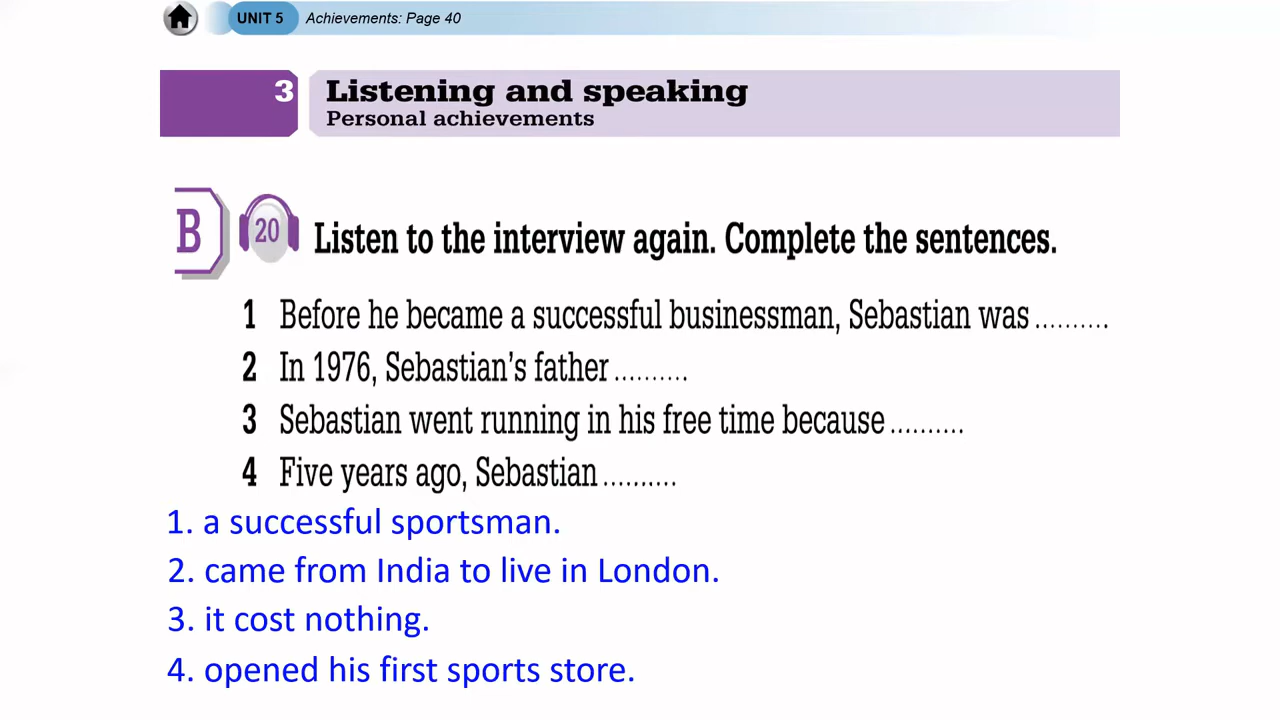 UNIT 5 Achievements: Page 40
3 Listening and speaking
Personal achievements
B 20 Listen to the interview again. Complete the sentences.
1 Before he became a successful businessman, Sebastian was ..........
2 In 1976, Sebastian's father ..........
3 Sebastian went running in his free time because ..........
4 Five years ago, Sebastian ..........
1. a successful sportsman.
2. came from India to live in London.
3. it cost nothing.
4. opened his first sports store.